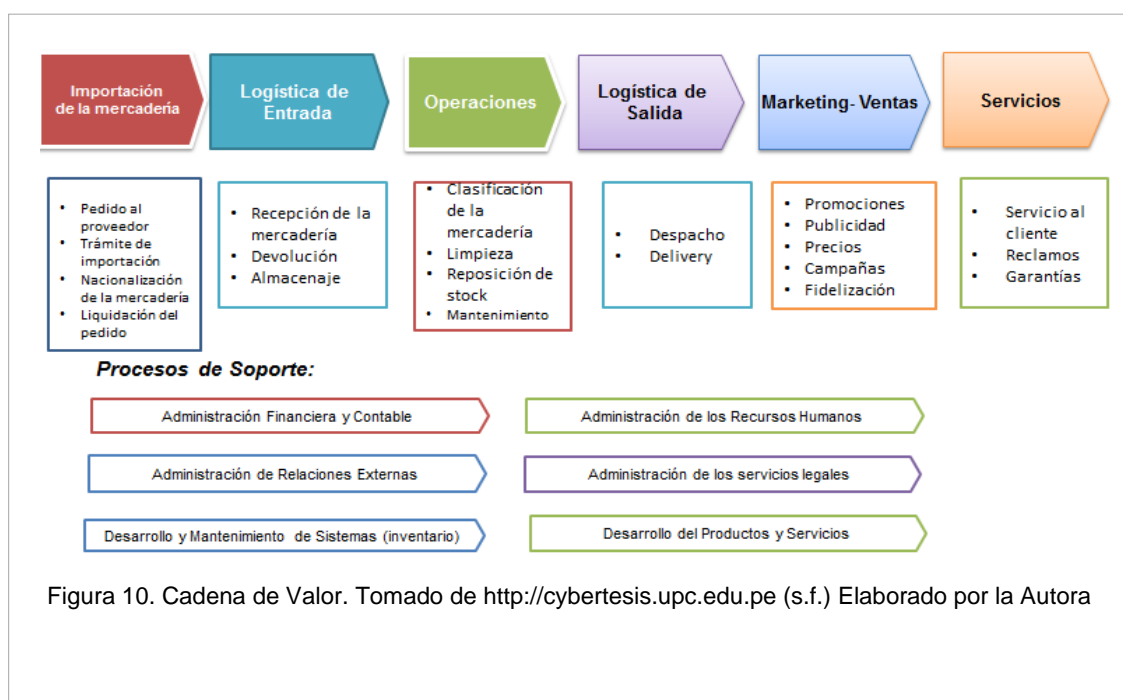 Importación
de la mercadería
Logística de
Entrada
Operaciones
Logística de
Salida
Marketing- Ventas
Servicios
• Pedido al
proveedor
• Trámite de
importación
• Nacionalización
de la mercadería
• Liquidación del
pedido
• Recepción de la
mercadería
• Devolución
• Almacenaje
• Clasificación
de la
mercadería
• Limpieza
• Reposición de
stock
• Mantenimiento
• Despacho
• Delivery
• Promociones
• Publicidad
• Precios
• Campañas
• Fidelización
• Servicio al
cliente
• Reclamos
• Garantías
Procesos de Soporte:
Administración Financiera y Contable
Administración de los Recursos Humanos
Administración de Relaciones Externas
Administración de los servicios legales
Desarrollo y Mantenimiento de Sistemas (inventario)
Desarrollo del Productos y Servicios
Figura 10. Cadena de Valor. Tomado de http://cybertesis.upc.edu.pe (s.f.) Elaborado por la Autora